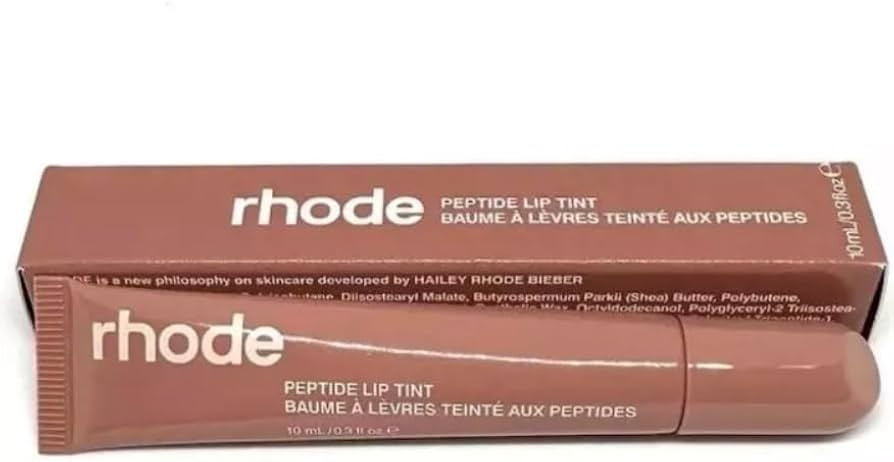 rhode
PEPTIDE LIP TINT
BAUME À LÈVRES TEINTÉ AUX PEPTIDES
10 mL/0.3 fl oz ℮
is a new philosophy on skincare developed by HAILEY RHODE BIEBER
Diisostearyl Malate, Butyrospermum Parkii (Shea) Butter, Polybutene,
Wax, Octyldodecanol, Polyglyceryl-2 Triisostea-
rhode
PEPTIDE LIP TINT
BAUME À LÈVRES TEINTÉ AUX PEPTIDES
10 mL/0.3 fl oz ℮